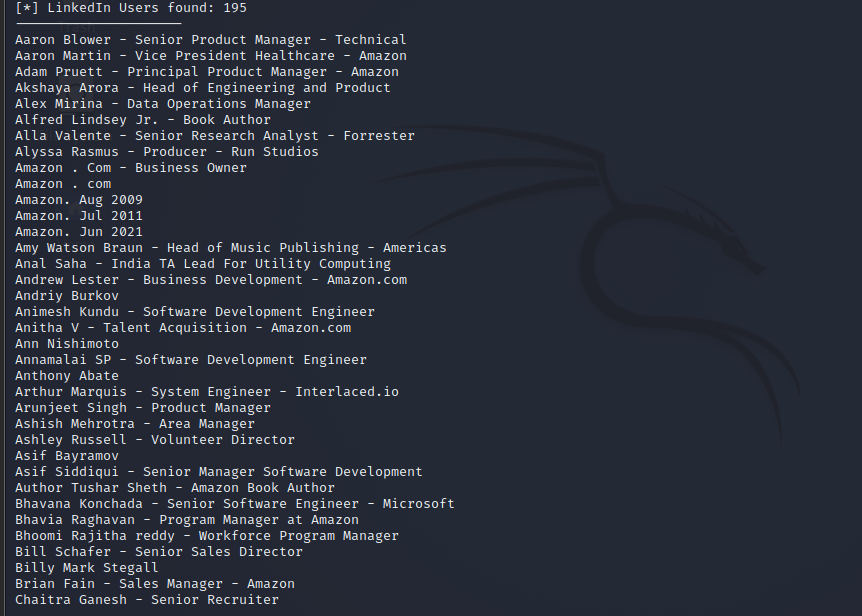 [*] LinkedIn Users found: 195
---------------------
Aaron Blower - Senior Product Manager - Technical
Aaron Martin - Vice President Healthcare - Amazon
Adam Pruett - Principal Product Manager - Amazon
Akshaya Arora - Head of Engineering and Product
Alex Mirina - Data Operations Manager
Alfred Lindsey Jr. - Book Author
Alla Valente - Senior Research Analyst - Forrester
Alyssa Rasmus - Producer - Run Studios
Amazon . Com - Business Owner
Amazon . com
Amazon. Aug 2009
Amazon. Jul 2011
Amazon. Jun 2021
Amy Watson Braun - Head of Music Publishing - Americas
Anal Saha - India TA Lead For Utility Computing
Andrew Lester - Business Development - Amazon.com
Andriy Burkov
Animesh Kundu - Software Development Engineer
Anitha V - Talent Acquisition - Amazon.com
Ann Nishimoto
Annamalai SP - Software Development Engineer
Anthony Abate
Arthur Marquis - System Engineer - Interlaced.io
Arunjeet Singh - Product Manager
Ashish Mehrotra - Area Manager
Ashley Russell - Volunteer Director
Asif Bayramov
Asif Siddiqui - Senior Manager Software Development
Author Tushar Sheth - Amazon Book Author
Bhavana Konchada - Senior Software Engineer - Microsoft
Bhavia Raghavan - Program Manager at Amazon
Bhoomi Rajitha reddy - Workforce Program Manager
Bill Schafer - Senior Sales Director
Billy Mark Stegall
Brian Fain - Sales Manager - Amazon
Chaitra Ganesh - Senior Recruiter